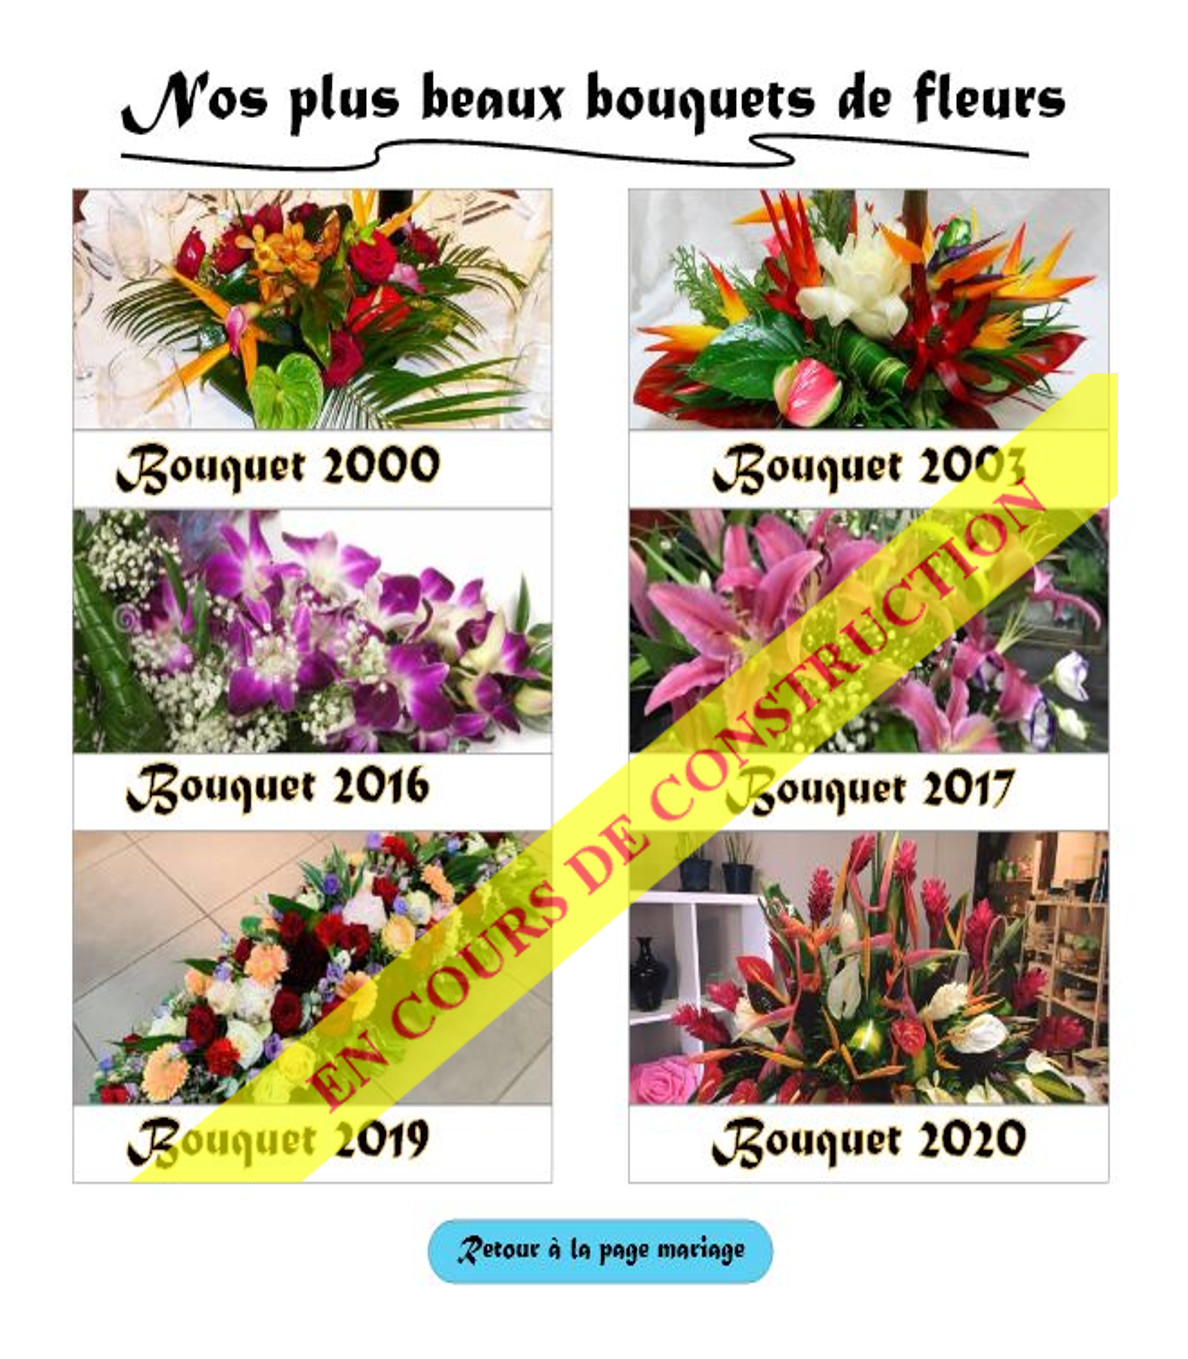 Nos plus beaux bouquets de fleurs
Bouquet 2000
Bouquet 2003
Bouquet 2016
Bouquet 2017
Bouquet 2019
Bouquet 2020
EN COURS DE CONSTRUCTION
Retour à la page mariage